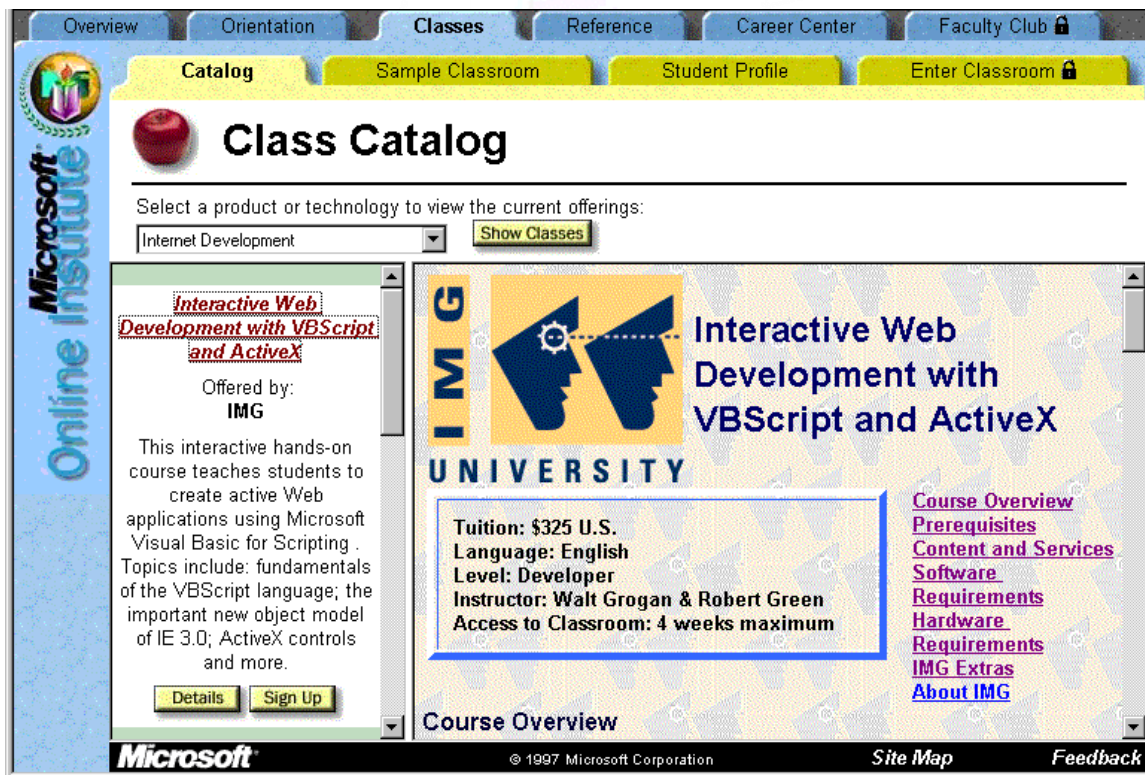 Overview Orientation Classes Reference Career Center Faculty Club
Catalog Sample Classroom Student Profile Enter Classroom
Microsoft
Online Institute
Class Catalog
Select a product or technology to view the current offerings:
Internet Development Show Classes
Interactive Web
Development with VBScript
and ActiveX
Offered by:
IMG
This interactive hands-on
course teaches students to
create active Web
applications using Microsoft
Visual Basic for Scripting .
Topics include: fundamentals
of the VBScript language; the
important new object model
of IE 3.0; ActiveX controls
and more.
Details Sign Up
IMG
UNIVERSITY
Interactive Web
Development with
VBScript and ActiveX
Tuition: $325 U.S.
Language: English
Level: Developer
Instructor: Walt Grogan & Robert Green
Access to Classroom: 4 weeks maximum
Course Overview
Prerequisites
Content and Services
Software
Requirements
Hardware
Requirements
IMG Extras
About IMG
Course Overview
Microsoft © 1997 Microsoft Corporation Site Map Feedback